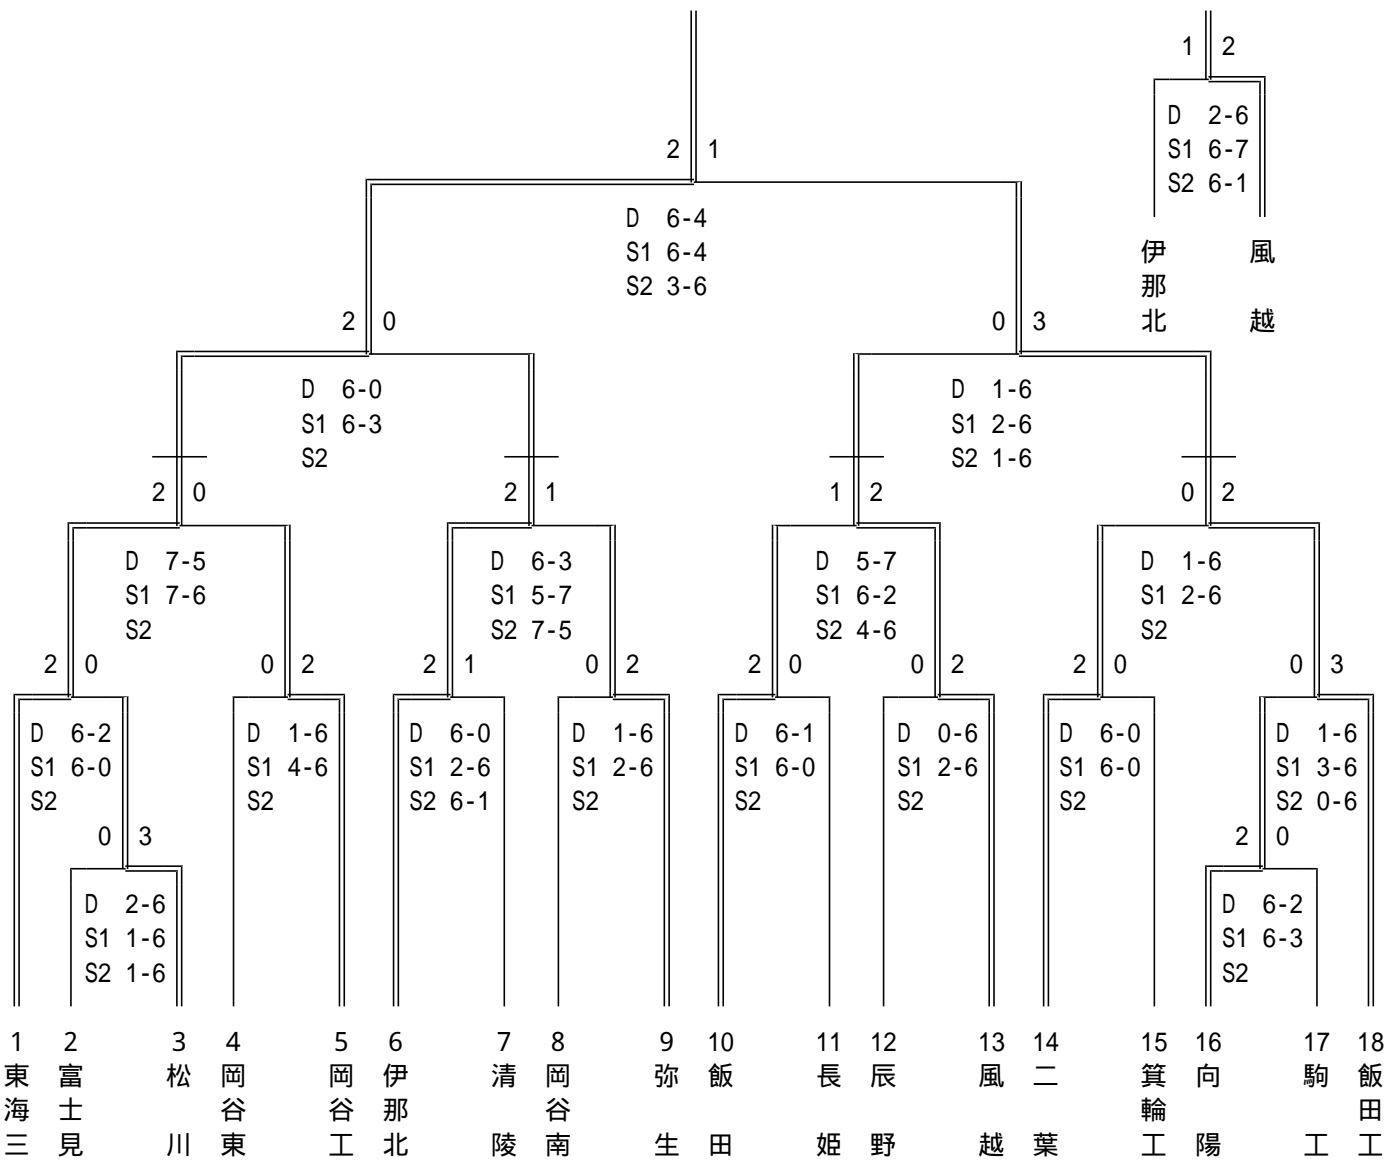 1 2
D 2-6
S1 6-7
S2 6-1
伊那北
風越
2 1
D 6-4
S1 6-4
S2 3-6
2 0
0 3
D 6-0
S1 6-3
S2
D 1-6
S1 2-6
S2 1-6
2 0
2 1
1 2
0 2
D 7-5
S1 7-6
S2
D 6-3
S1 5-7
S2 7-5
D 5-7
S1 6-2
S2 4-6
D 1-6
S1 2-6
S2
2 0
0 2
2 1
0 2
2 0
0 2
2 0
0 3
D 6-2
S1 6-0
S2
D 1-6
S1 4-6
S2
D 6-0
S1 2-6
S2 6-1
D 1-6
S1 2-6
S2
D 6-1
S1 6-0
S2
D 0-6
S1 2-6
S2
D 6-0
S1 6-0
S2
D 1-6
S1 3-6
S2 0-6
0 3
2 0
D 2-6
S1 1-6
S2 1-6
D 6-2
S1 6-3
S2
1 東海三
2 富士見
3 松川
4 岡谷東
5 岡谷工
6 伊那北
7 清陵
8 岡谷南
9 弥生
10 飯田
11 長姫
12 辰野
13 風越
14 二葉
15 箕輪工
16 向陽
17 駒工
18 飯田工